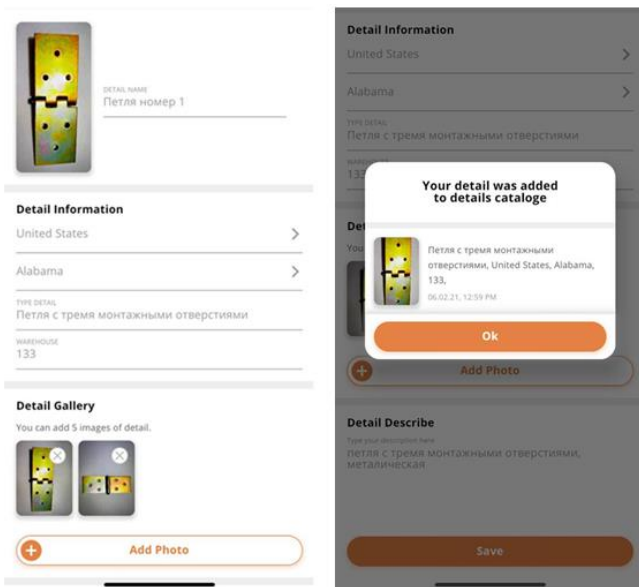 DETAIL NAME
Петля номер 1
Detail Information
United States
Alabama
TYPE DETAIL
Петля с тремя монтажными отверстиями
WAREHOUSE
133
Detail Gallery
You can add 5 images of detail.
Add Photo
Detail Information
United States
Alabama
TYPE DETAIL
Петля с тремя монтажными отверстиями
WAREHOUSE
133
Your detail was added
to details cataloge
Петля с тремя монтажными
отверстиями, United States, Alabama,
133,
06.02.21, 12:59 PM
Ok
You
Add Photo
Detail Describe
Type your description here
петля с тремя монтажными отверстиями,
металическая
Save